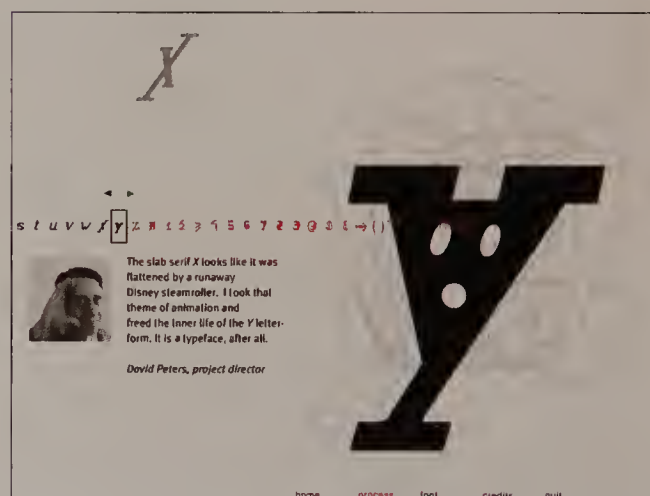 X
s t u v w x y z
The slab serif X looks like it was
flattened by a runaway
Disney steamroller. I took that
theme of animation and
freed the inner life of the Y letter-
form. It is a typeface, after all.
David Peters, project director
y
home process font credits quit